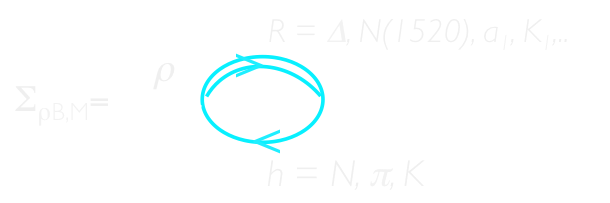 R = Δ, N(1520), a₁, K₁,..
ρ
Σ_ρB,M =
h = N, π, K